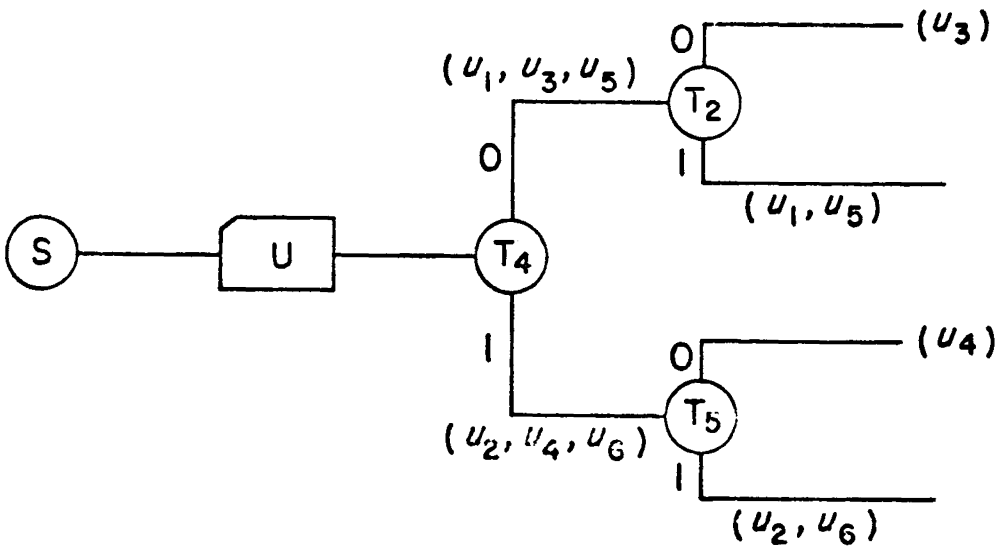 (u3)
0
(u1, u3, u5)
T2
0
1
(u1, u5)
S
U
T4
1
0
(u4)
T5
(u2, u4, u6)
1
(u2, u6)